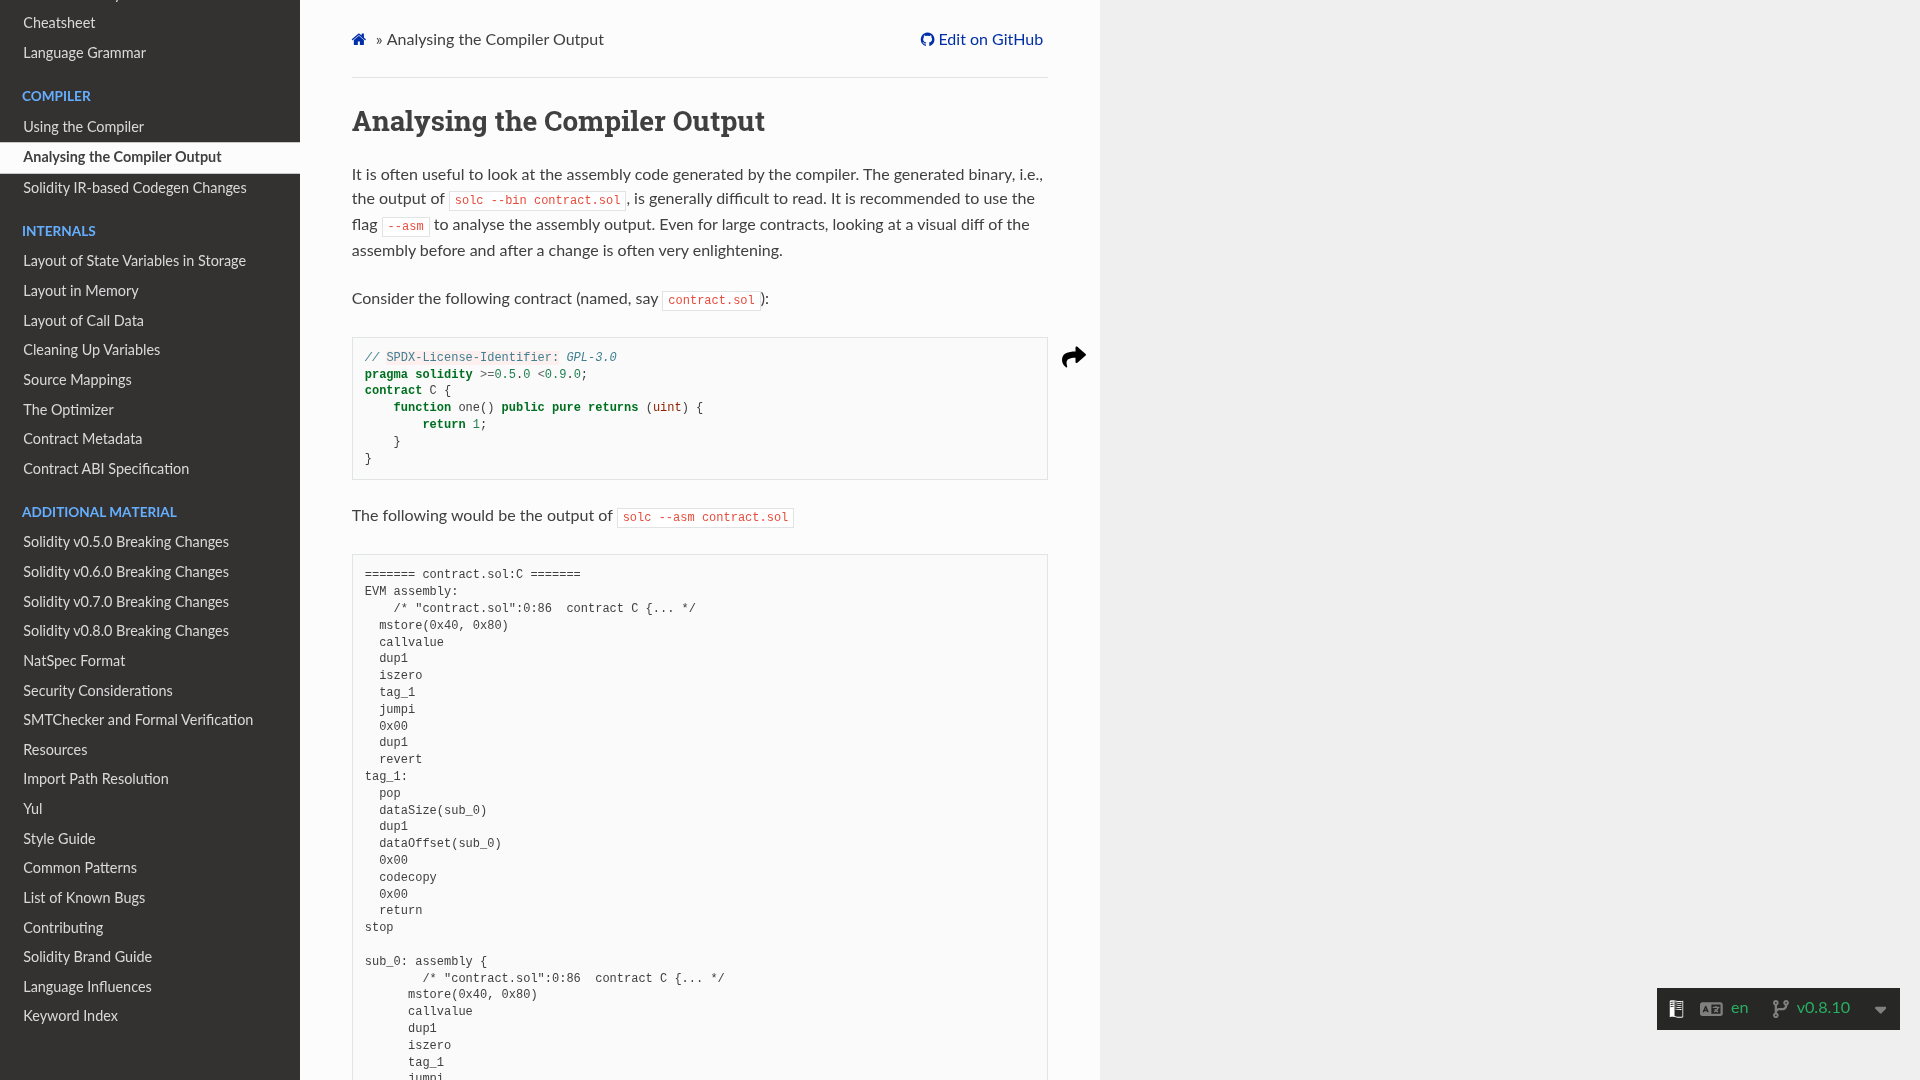 Cheatsheet
Language Grammar
COMPILER
Using the Compiler
Analysing the Compiler Output
Solidity IR-based Codegen Changes
INTERNALS
Layout of State Variables in Storage
Layout in Memory
Layout of Call Data
Cleaning Up Variables
Source Mappings
The Optimizer
Contract Metadata
Contract ABI Specification
ADDITIONAL MATERIAL
Solidity v0.5.0 Breaking Changes
Solidity v0.6.0 Breaking Changes
Solidity v0.7.0 Breaking Changes
Solidity v0.8.0 Breaking Changes
NatSpec Format
Security Considerations
SMTChecker and Formal Verification
Resources
Import Path Resolution
Yul
Style Guide
Common Patterns
List of Known Bugs
Contributing
Solidity Brand Guide
Language Influences
Keyword Index
» Analysing the Compiler Output
Edit on GitHub
Analysing the Compiler Output
It is often useful to look at the assembly code generated by the compiler. The generated binary, i.e.,
the output of solc --bin contract.sol, is generally difficult to read. It is recommended to use the
flag --asm to analyse the assembly output. Even for large contracts, looking at a visual diff of the
assembly before and after a change is often very enlightening.
Consider the following contract (named, say contract.sol):
// SPDX-License-Identifier: GPL-3.0
pragma solidity >=0.5.0 <0.9.0;
contract C {
    function one() public pure returns (uint) {
        return 1;
    }
}
The following would be the output of solc --asm contract.sol
======= contract.sol:C =======
EVM assembly:
    /* "contract.sol":0:86  contract C {... */
  mstore(0x40, 0x80)
  callvalue
  dup1
  iszero
  tag_1
  jumpi
  0x00
  dup1
  revert
tag_1:
  pop
  dataSize(sub_0)
  dup1
  dataOffset(sub_0)
  0x00
  codecopy
  0x00
  return
stop
sub_0: assembly {
        /* "contract.sol":0:86  contract C {... */
      mstore(0x40, 0x80)
      callvalue
      dup1
      iszero
      tag_1
      jumpi
en
v0.8.10